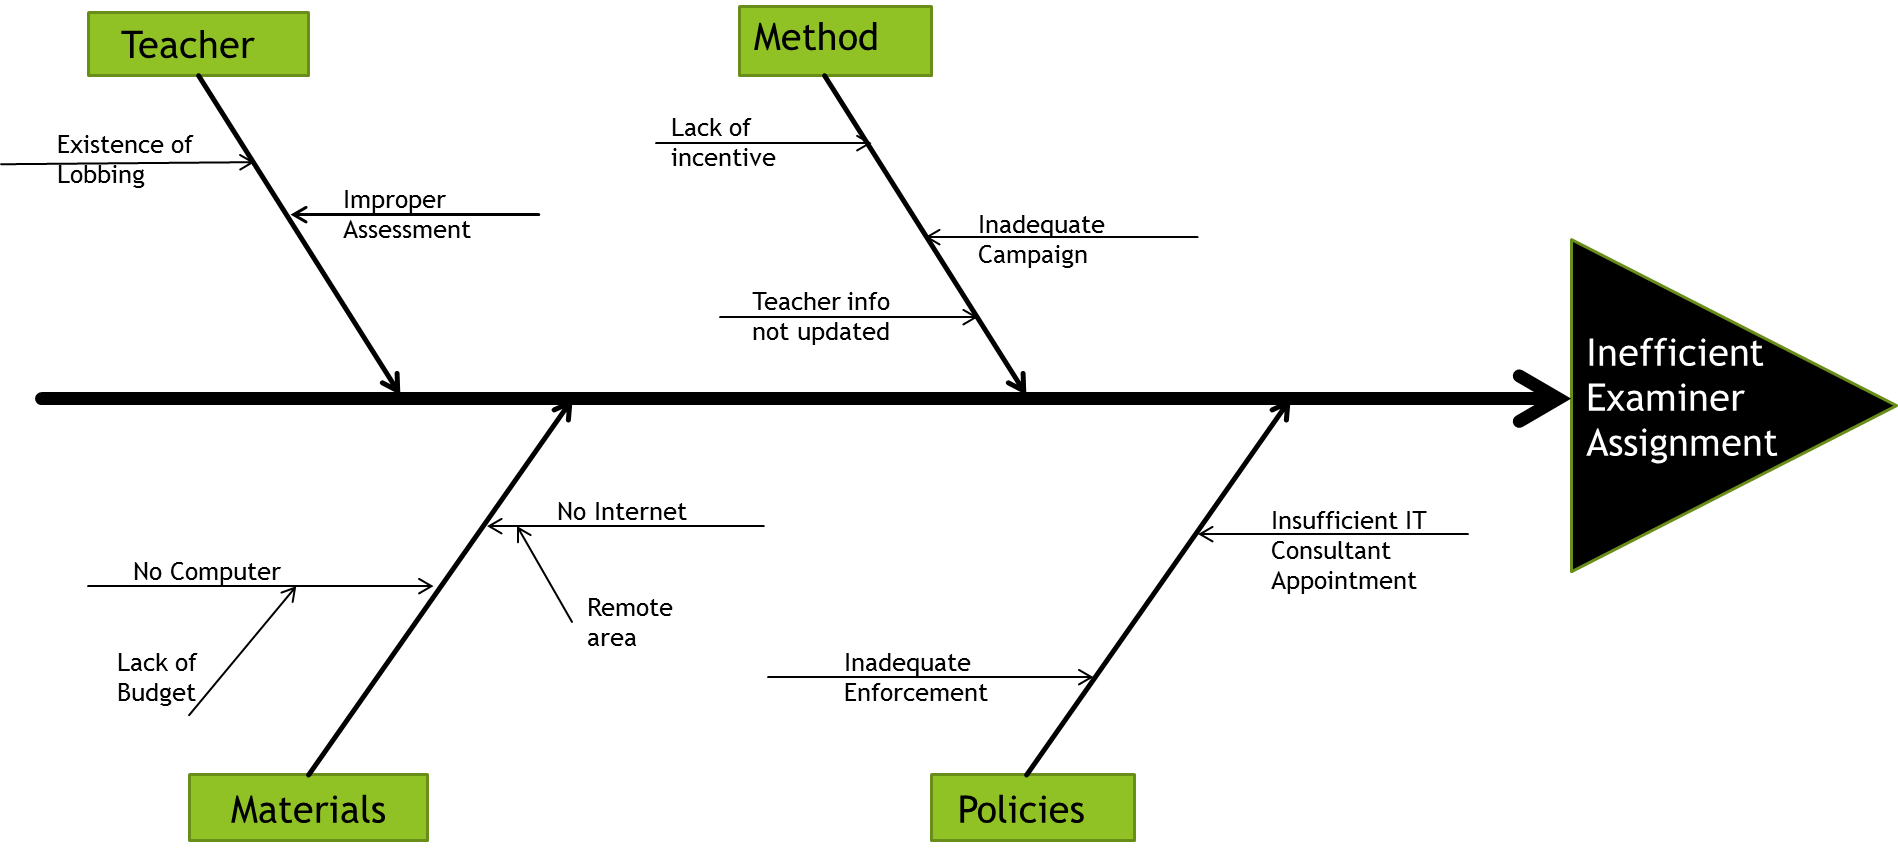 Teacher
Method
Existence of
Lobbing
Improper
Assessment
Lack of
incentive
Inadequate
Campaign
Teacher info
not updated
Inefficient
Examiner
Assignment
No Internet
No Computer
Remote
area
Lack of
Budget
Insufficient IT
Consultant
Appointment
Inadequate
Enforcement
Materials
Policies